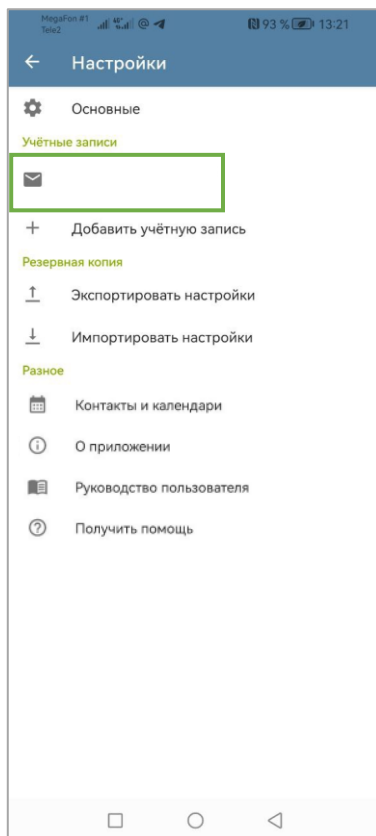 MegaFon #1
Tele2
93 % 13:21
Настройки
Основные
Учётные записи
Добавить учётную запись
Резервная копия
Экспортировать настройки
Импортировать настройки
Разное
Контакты и календари
О приложении
Руководство пользователя
Получить помощь